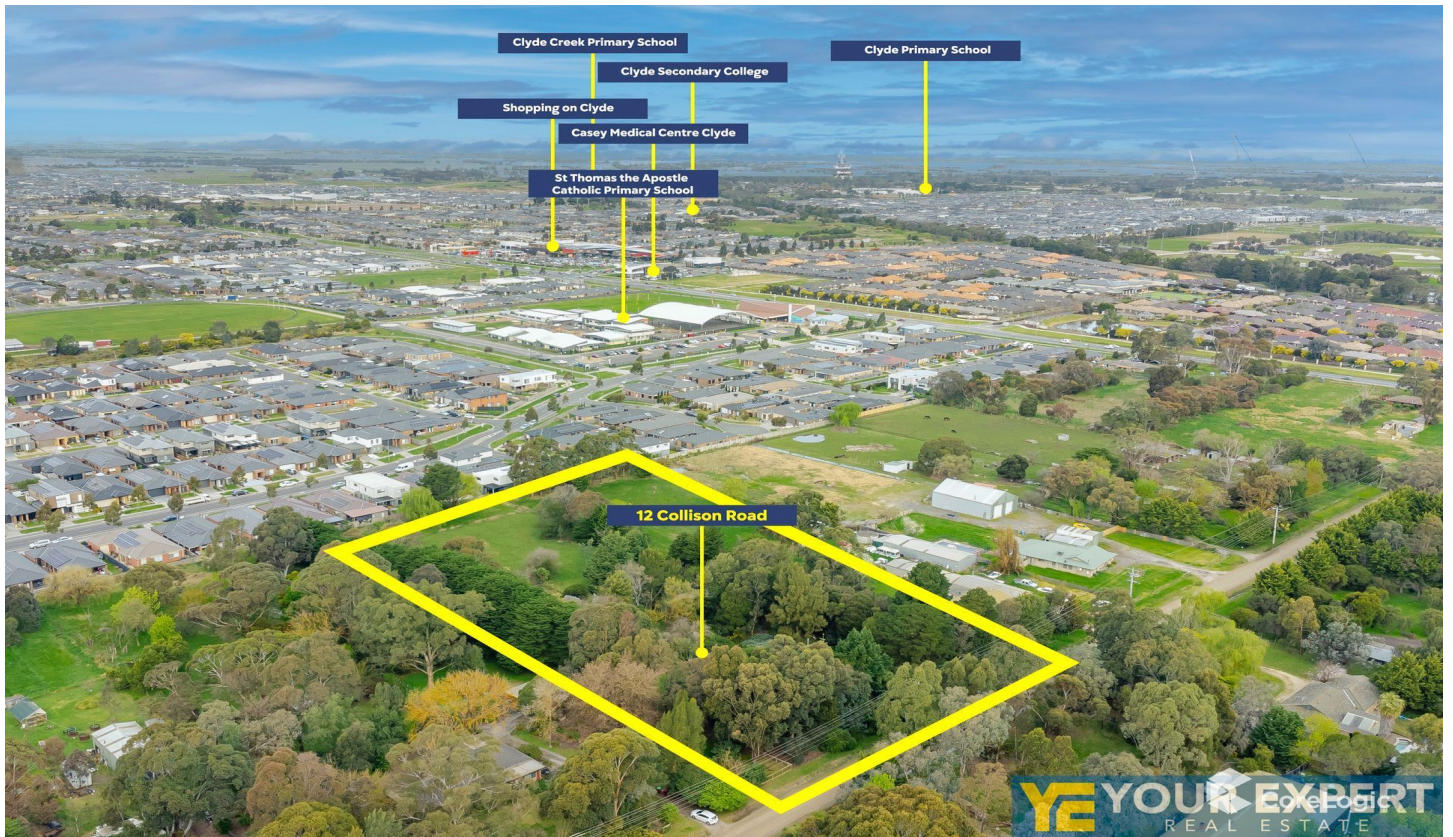 Clyde Creek Primary School
Clyde Primary School
Clyde Secondary College
Shopping on Clyde
Casey Medical Centre Clyde
St Thomas the Apostle
Catholic Primary School
12 Collison Road
YE YOUR EXPERT
CoreLogic
REAL ESTATE